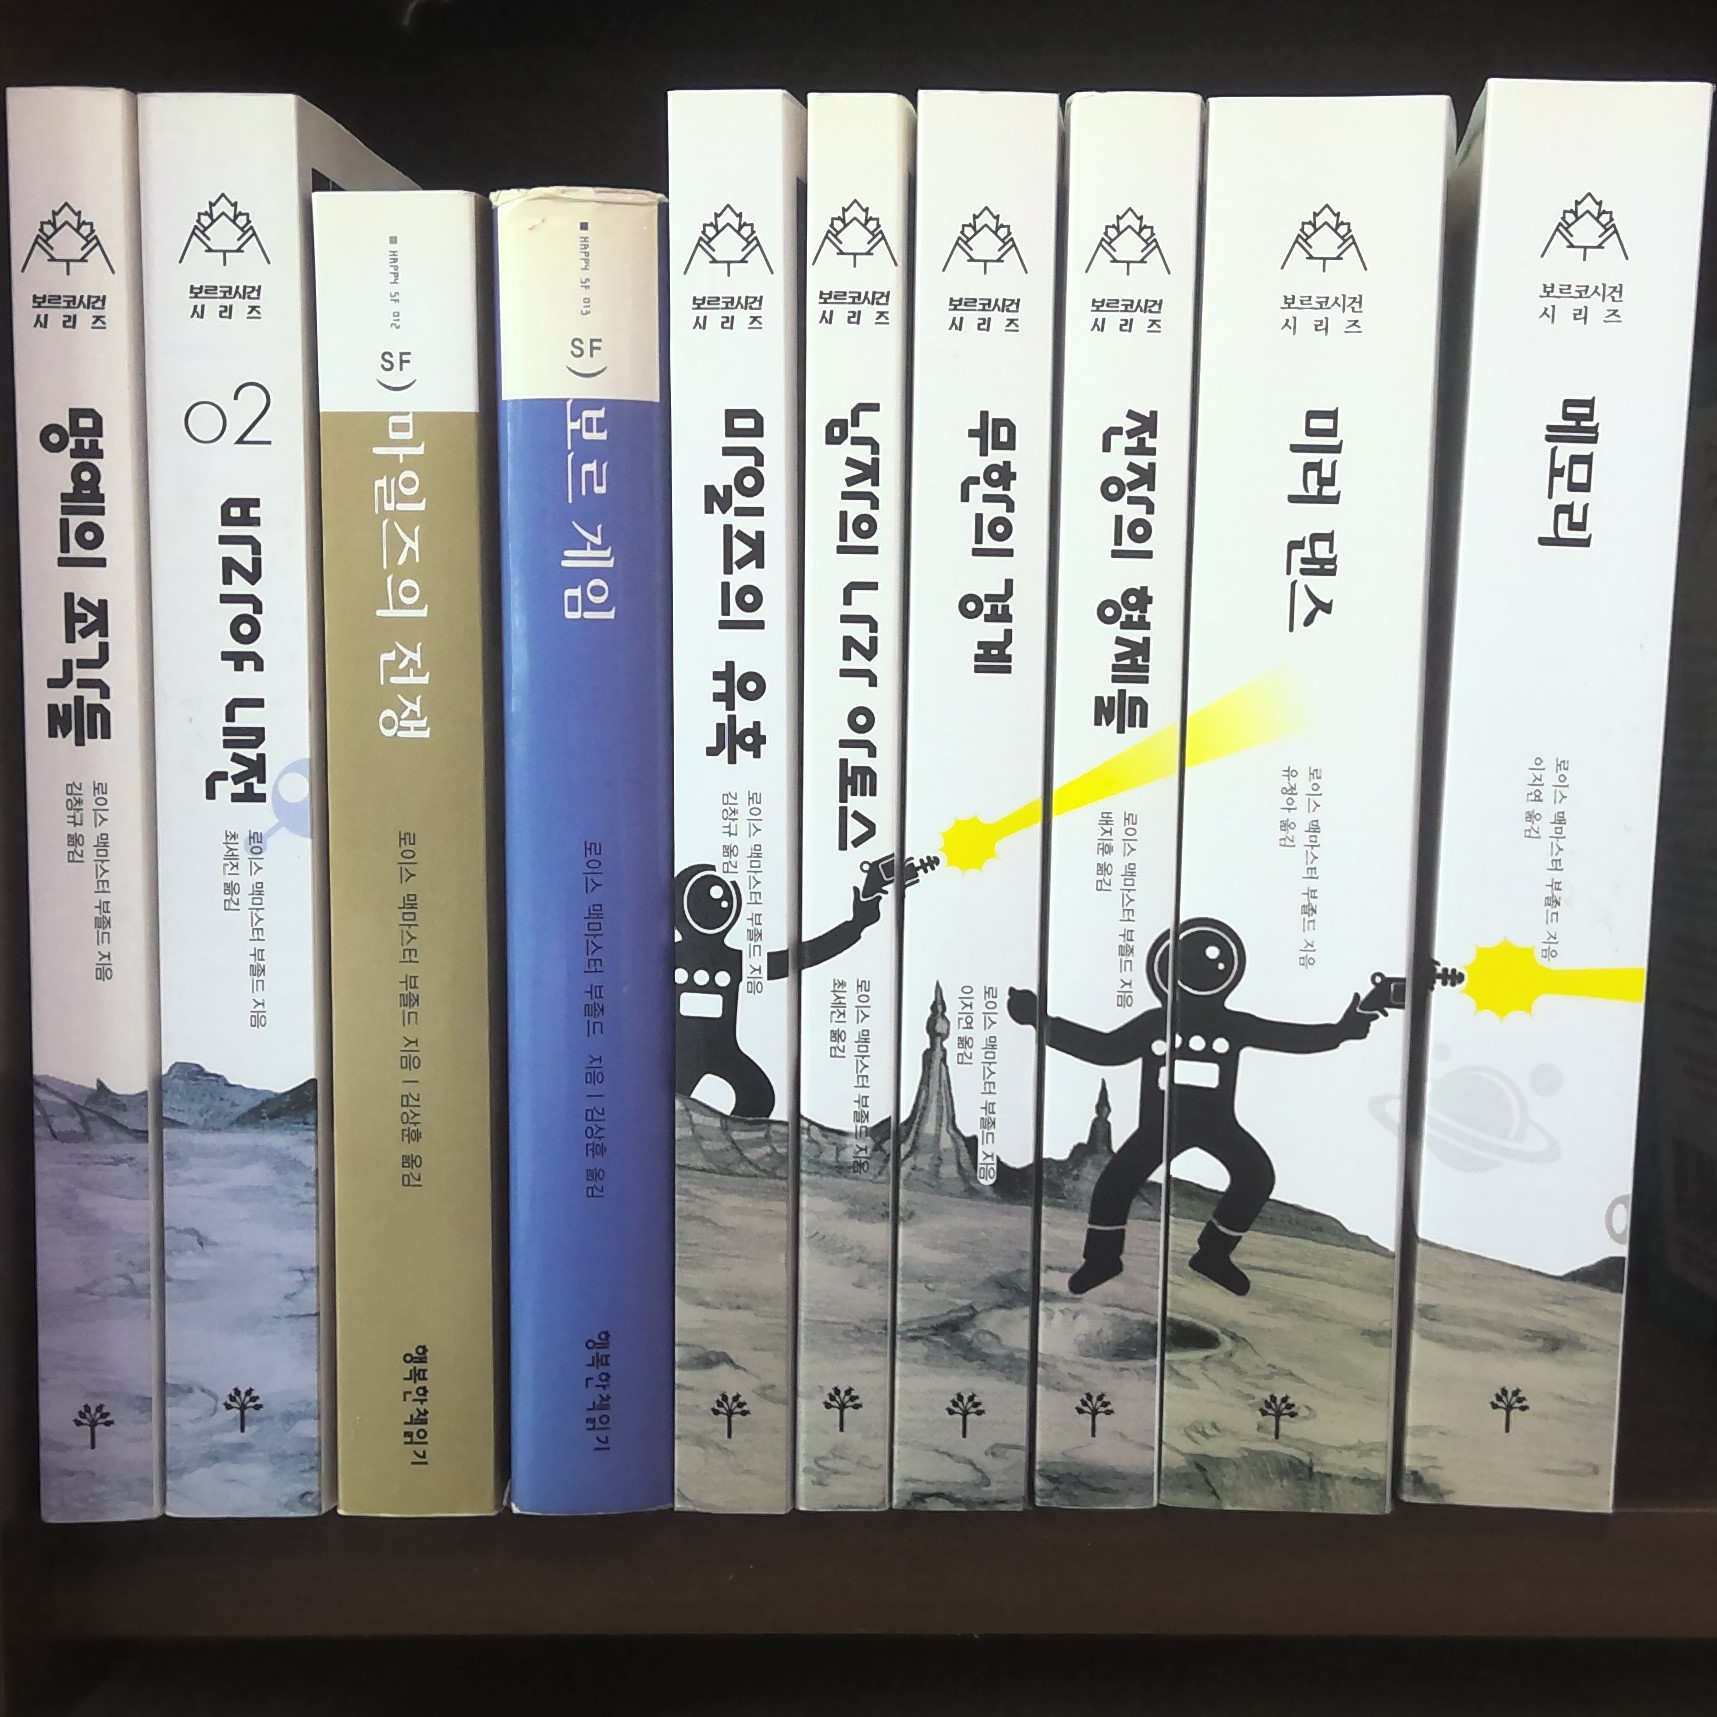 보르코시건
시리즈
명예의 조각들
로이스 맥마스터 부졸드 지음
김창규 옮김
보르코시건
시리즈
02
바라야 내전
로이스 맥마스터 부졸드 지음
최세진 옮김
HAPPY SF 012
SF
마일즈의 전쟁
로이스 맥마스터 부졸드 지음 | 김상훈 옮김
행복한책읽기
HAPPY SF 013
SF
보르 게임
로이스 맥마스터 부졸드 지음 | 김상훈 옮김
행복한책읽기
보르코시건
시리즈
마일즈의 유혹
로이스 맥마스터 부졸드 지음
김창규 옮김
보르코시건
시리즈
남자의 나라 아토스
로이스 맥마스터 부졸드 지음
최세진 옮김
보르코시건
시리즈
무한의 경계
로이스 맥마스터 부졸드 지음
이지연 옮김
보르코시건
시리즈
전장의 형제들
로이스 맥마스터 부졸드 지음
배지훈 옮김
보르코시건
시리즈
미러 댄스
로이스 맥마스터 부졸드 지음
유정아 옮김
보르코시건
시리즈
메모리
로이스 맥마스터 부졸드 지음
이지연 옮김